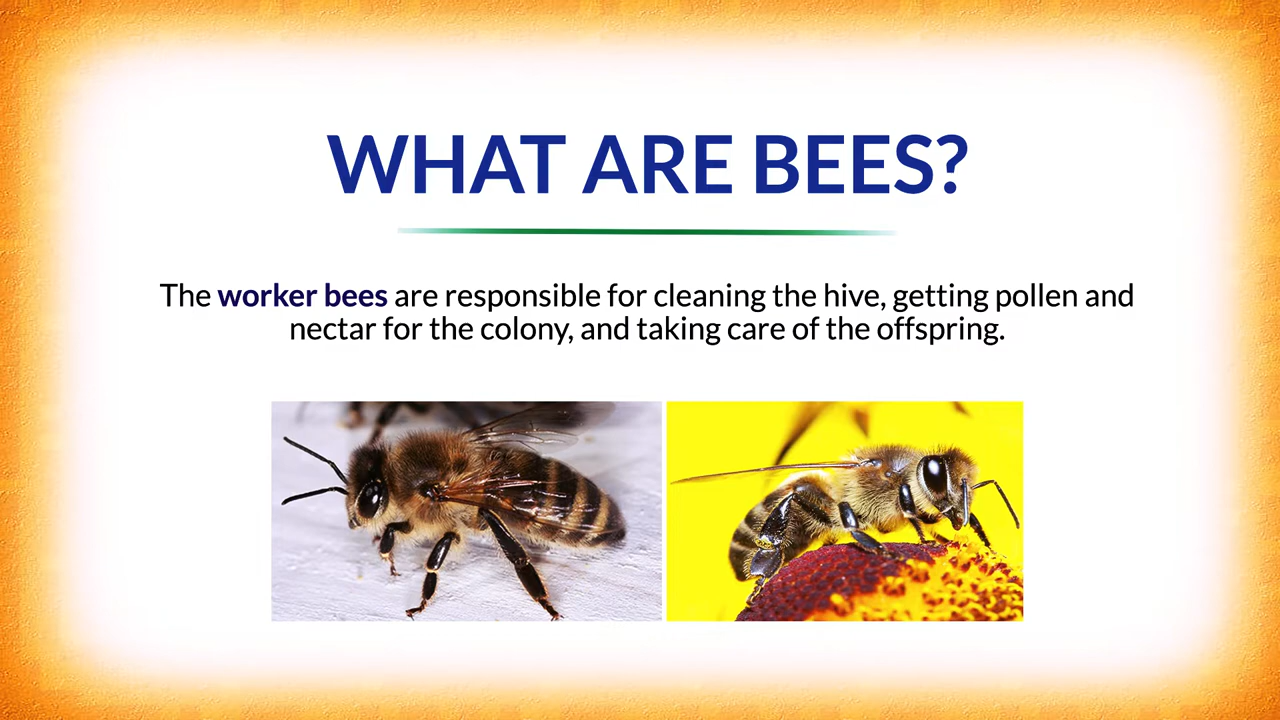 WHAT ARE BEES?
The worker bees are responsible for cleaning the hive, getting pollen and
nectar for the colony, and taking care of the offspring.